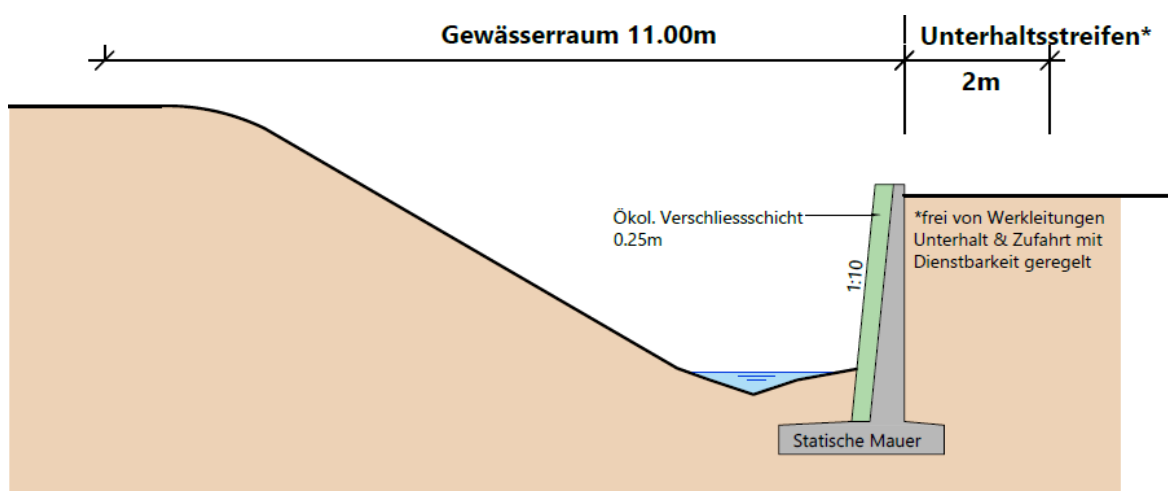 Gewässerraum 11.00m
Unterhaltsstreifen*
2m
Ökol. Verschliessschicht
0.25m
*frei von Werkleitungen
Unterhalt & Zufahrt mit
Dienstbarkeit geregelt
1:10
Statische Mauer